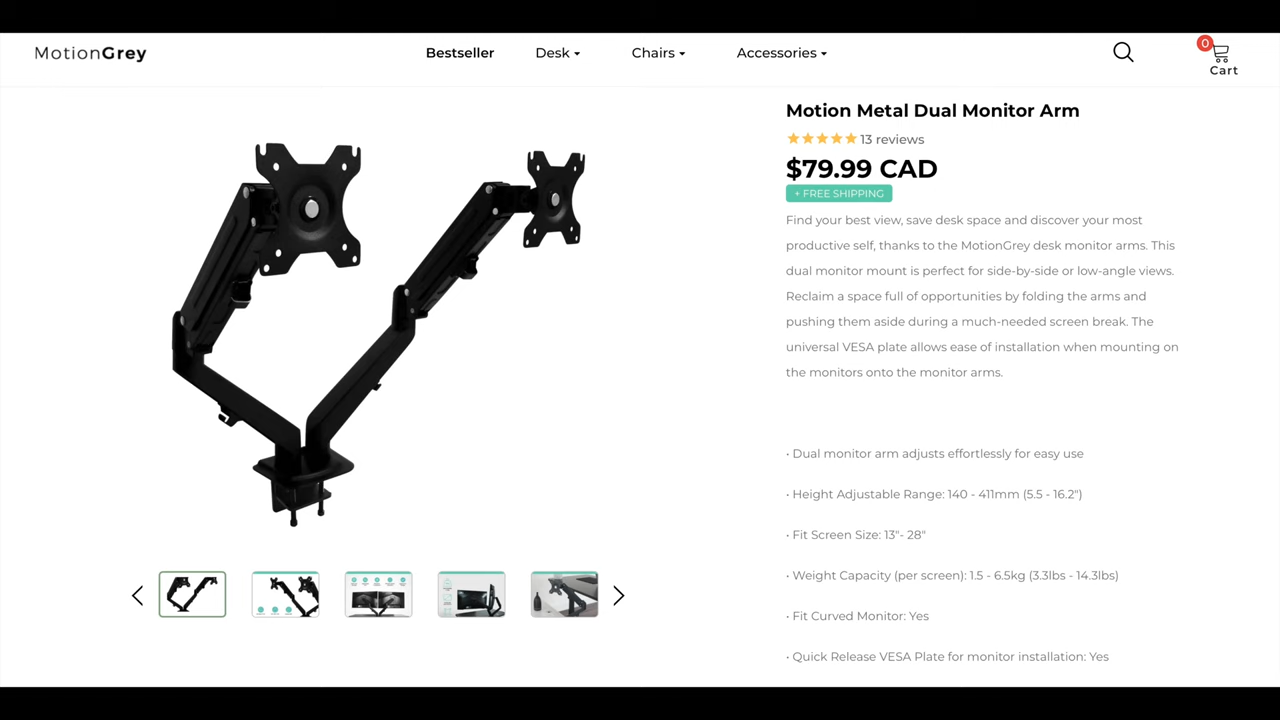 MotionGrey
Bestseller
Desk
Chairs
Accessories
0
Cart
Motion Metal Dual Monitor Arm
13 reviews
$79.99 CAD
+ FREE SHIPPING
Find your best view, save desk space and discover your most
productive self, thanks to the MotionGrey desk monitor arms. This
dual monitor mount is perfect for side-by-side or low-angle views.
Reclaim a space full of opportunities by folding the arms and
pushing them aside during a much-needed screen break. The
universal VESA plate allows ease of installation when mounting on
the monitors onto the monitor arms.
• Dual monitor arm adjusts effortlessly for easy use
• Height Adjustable Range: 140 - 411mm (5.5 - 16.2")
• Fit Screen Size: 13"- 28"
• Weight Capacity (per screen): 1.5 - 6.5kg (3.3lbs - 14.3lbs)
• Fit Curved Monitor: Yes
• Quick Release VESA Plate for monitor installation: Yes